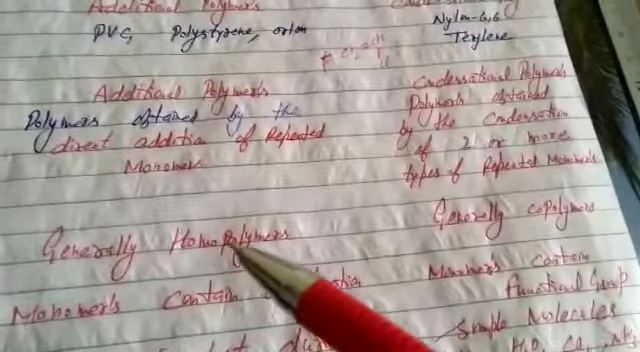 Additional Polymers
PVC, Polystyrene, orlon
Nylon-6,6
Terylene
Additional Polymers
Polymers obtained by the
direct addition of Repeated
Monomer
Condensational Polymers
Polymers obtained
by the Condensation
of 2 or more
types of Repeated Monomers
Generally Homopolymers
Generally copolymers
Monomers Contain
Monomers contain
Functional Group
Simple Molecules